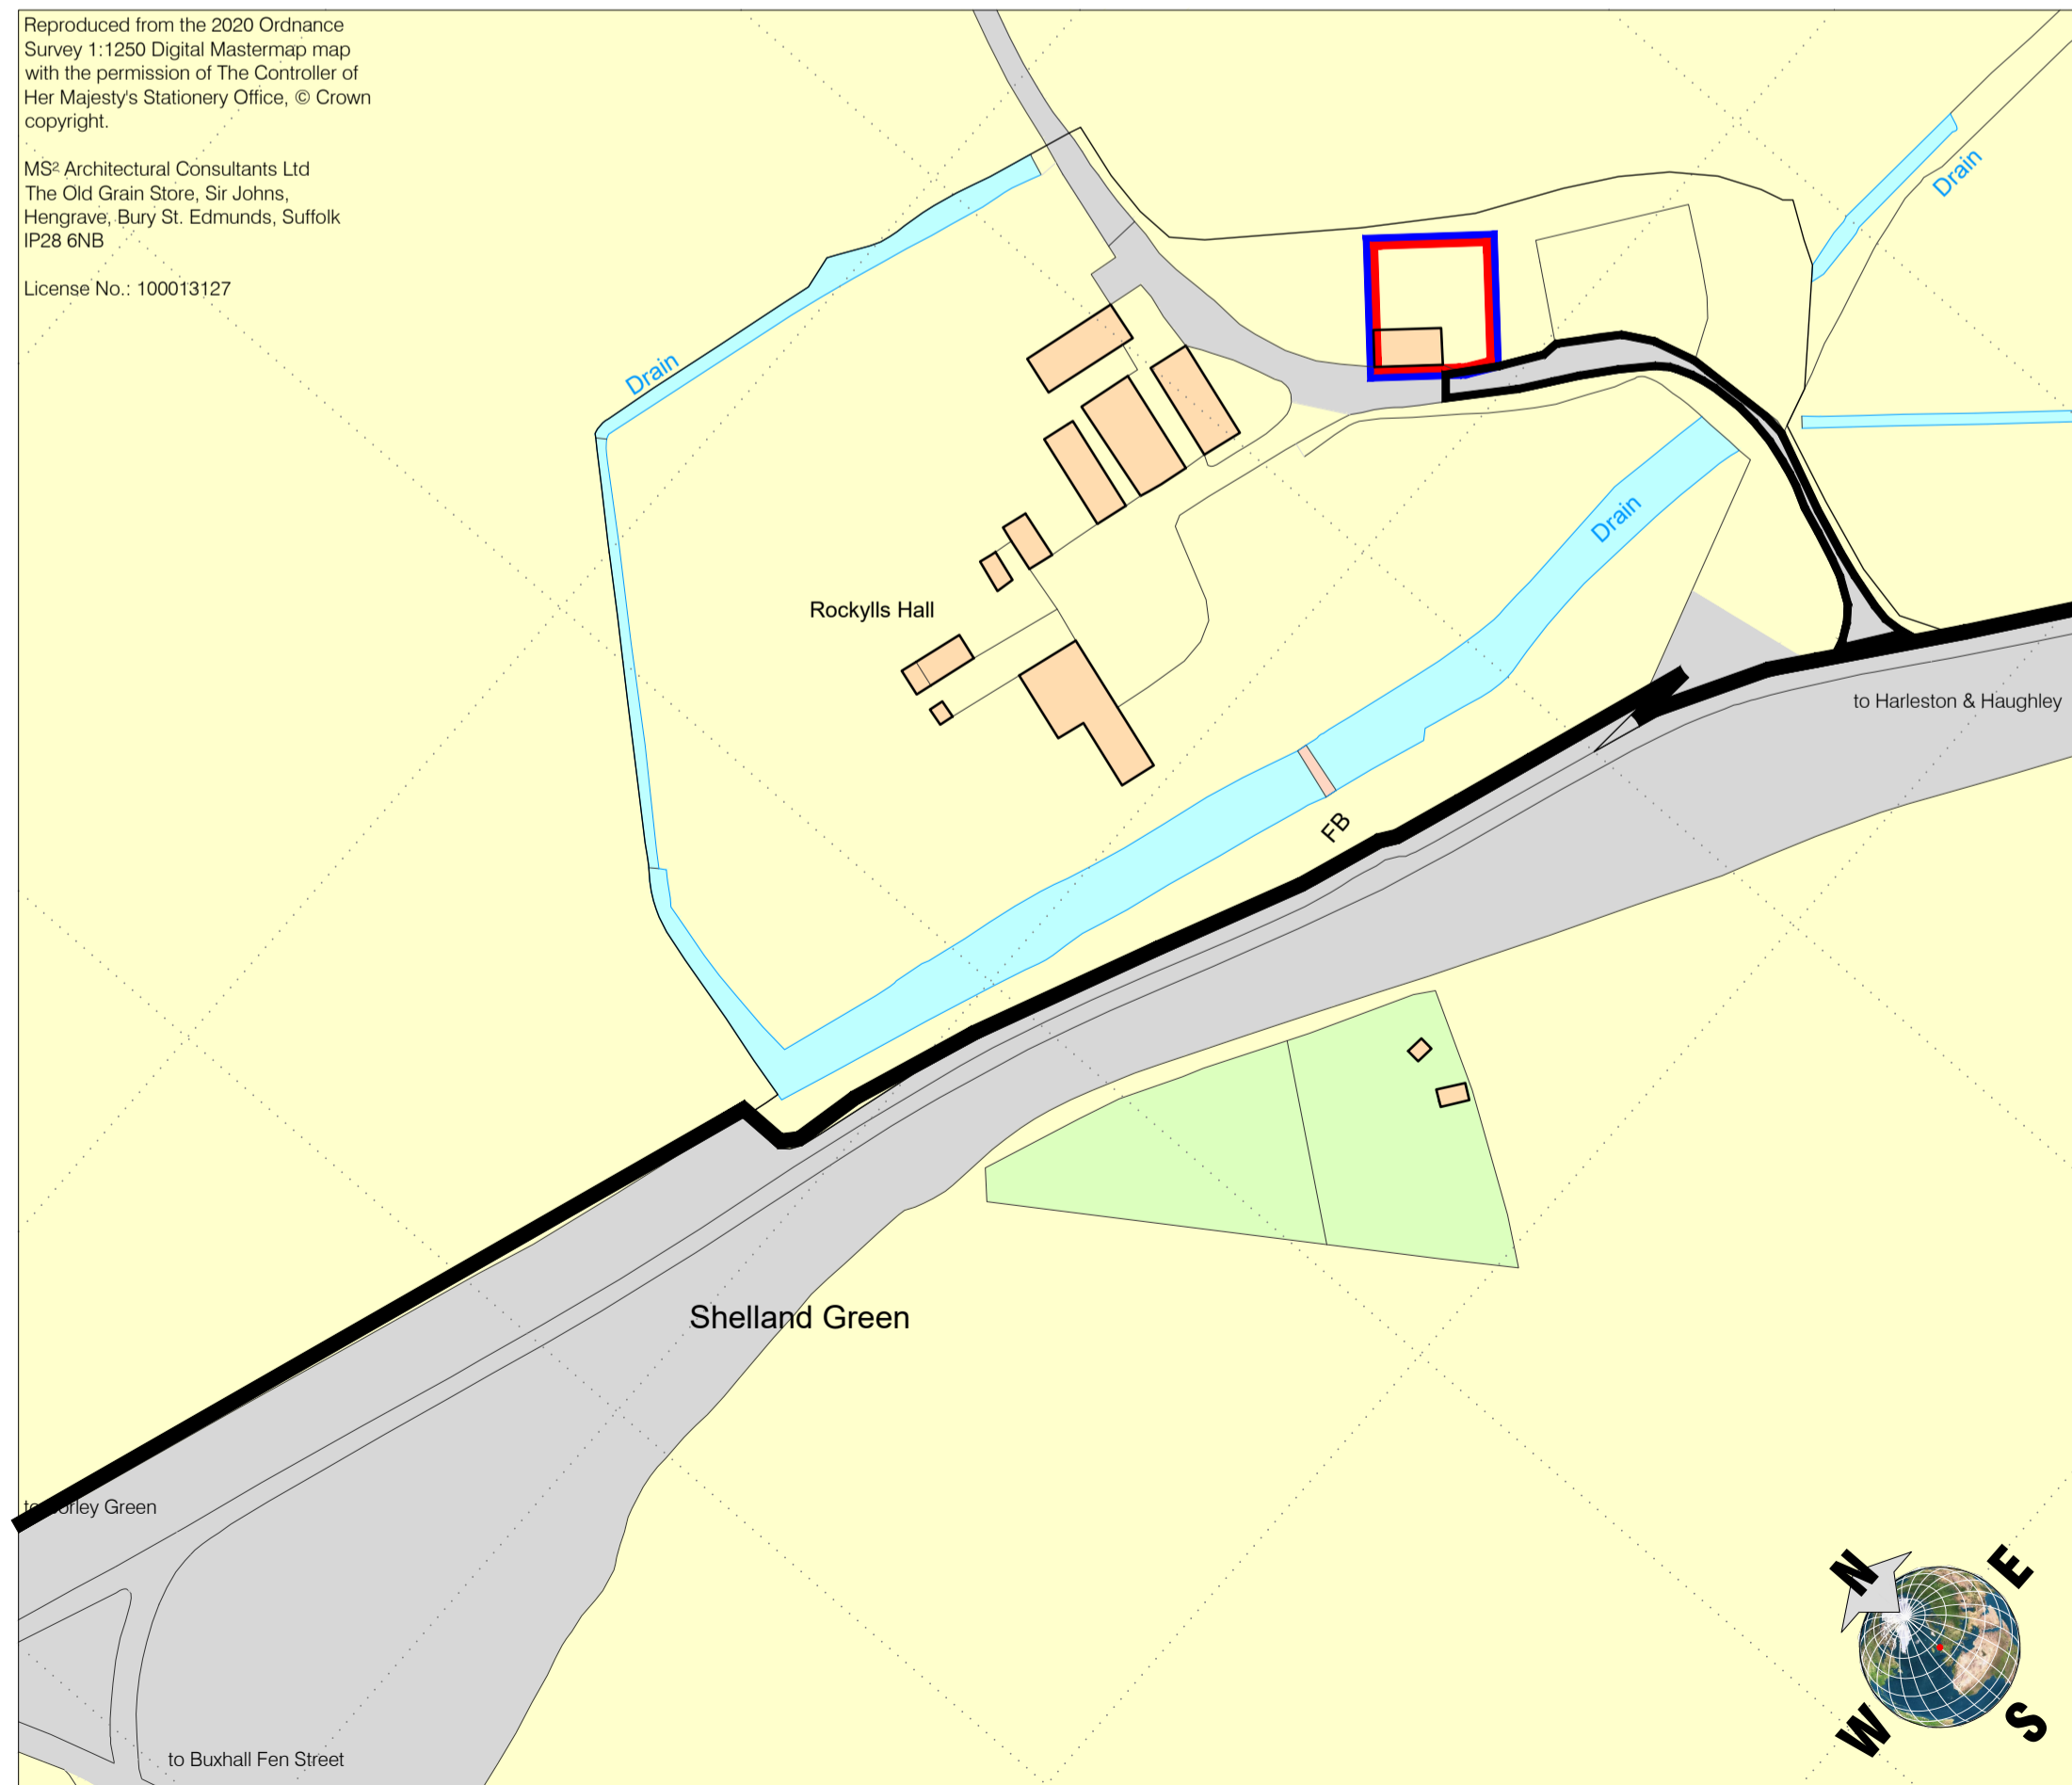 Reproduced from the 2020 Ordnance
Survey 1:1250 Digital Mastermap map
with the permission of The Controller of
Her Majesty's Stationery Office, © Crown
copyright.
MS² Architectural Consultants Ltd
The Old Grain Store, Sir Johns,
Hengrave, Bury St. Edmunds, Suffolk
IP28 6NB
License No.: 100013127
Drain
Drain
Drain
Rockylls Hall
to Harleston & Haughley
FB
Shelland Green
to Green
to Buxhall Fen Street
N
E
W
S